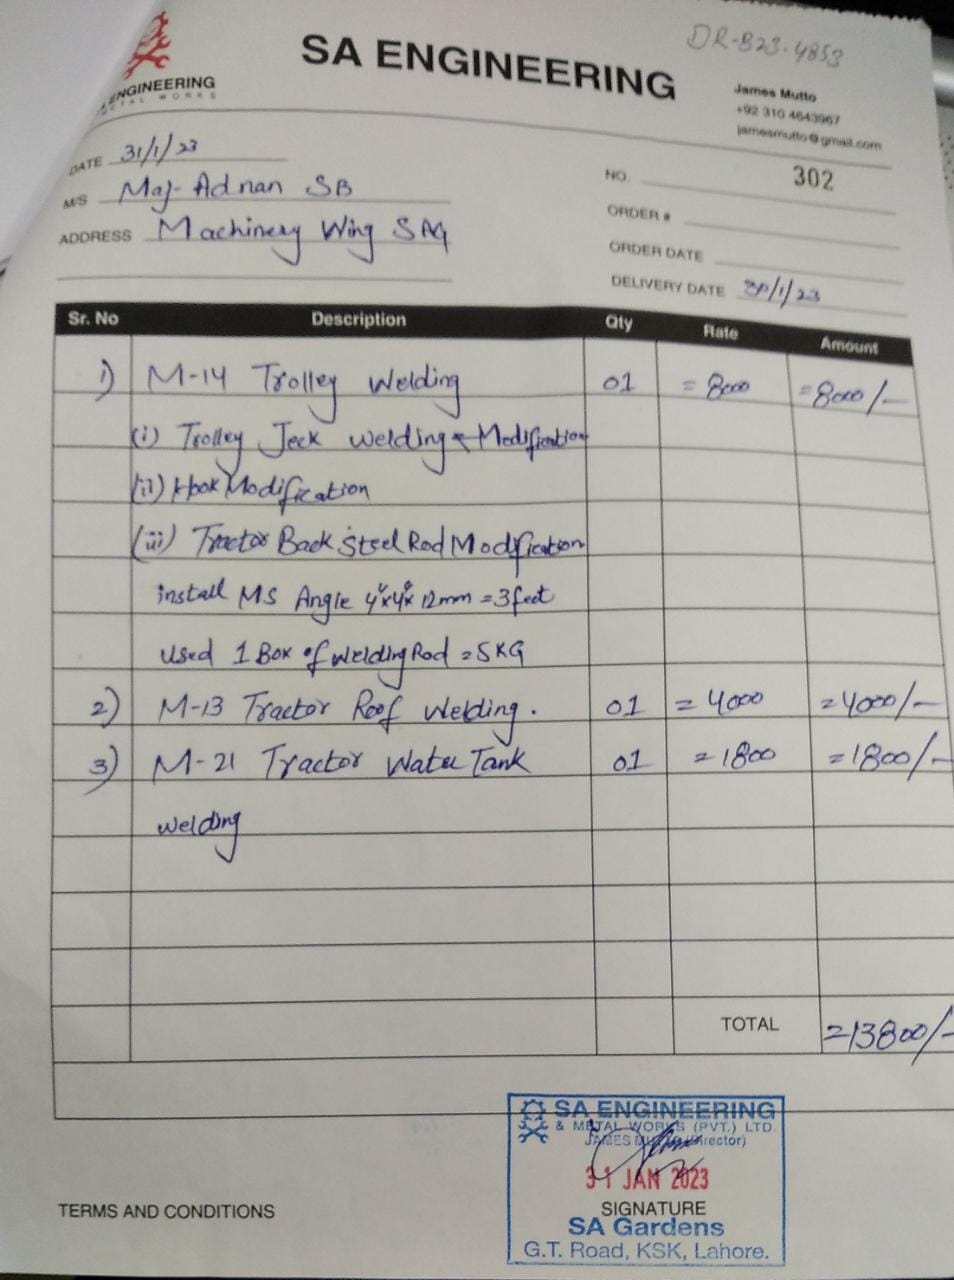 DR-B23-4853
SA ENGINEERING
ENGINEERING
METAL WORKS
James Mutto
+92 310 4643967
jamesmutto@gmail.com
DATE 31/1/23
M/S Maj- Adnan SB
ADDRESS Machinery Wing SAG
NO. 302
ORDER #
ORDER DATE
DELIVERY DATE 30/1/23
Sr. No Description Qty Rate Amount
1) M-14 Trolley Welding 01 = 8000 = 8000/-
(i) Trolley Jeck Welding & Medification
(ii) Hook Modification
(iii) Tractor Back Steel Rod Modification
install MS Angle 4"x4"x 12mm = 3feet
used 1 Box of Welding Rod = 5KG
2) M-13 Tractor Roof Welding. 01 = 4000 = 4000/-
3) M-21 Tractor Water Tank 01 = 1800 = 1800/-
Welding
TOTAL =13800/-
SA ENGINEERING
& METAL WORKS (PVT.) LTD.
JAMES
31 JAN 2023
SIGNATURE
SA Gardens
G.T. Road, KSK, Lahore.
TERMS AND CONDITIONS